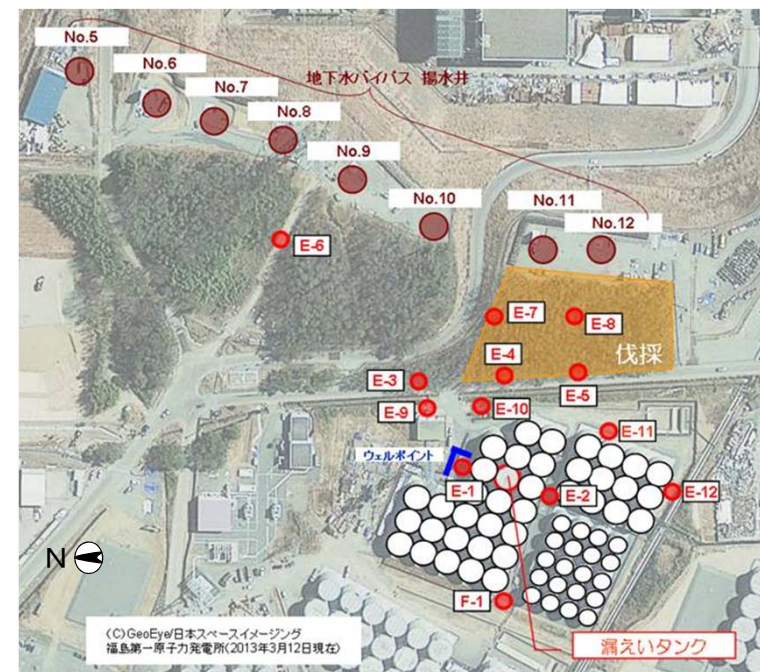 No.5
No.6
No.7
地下水バイパス 揚水井
No.8
No.9
No.10
No.11
No.12
E-6
E-7
E-8
伐採
E-4
E-3
E-5
E-9
E-10
E-11
ウェルポイント
E-1
E-2
E-12
N
F-1
(C)GeoEye/日本スペースイメージング
福島第一原子力発電所(2013年3月12日現在)
漏えいタンク